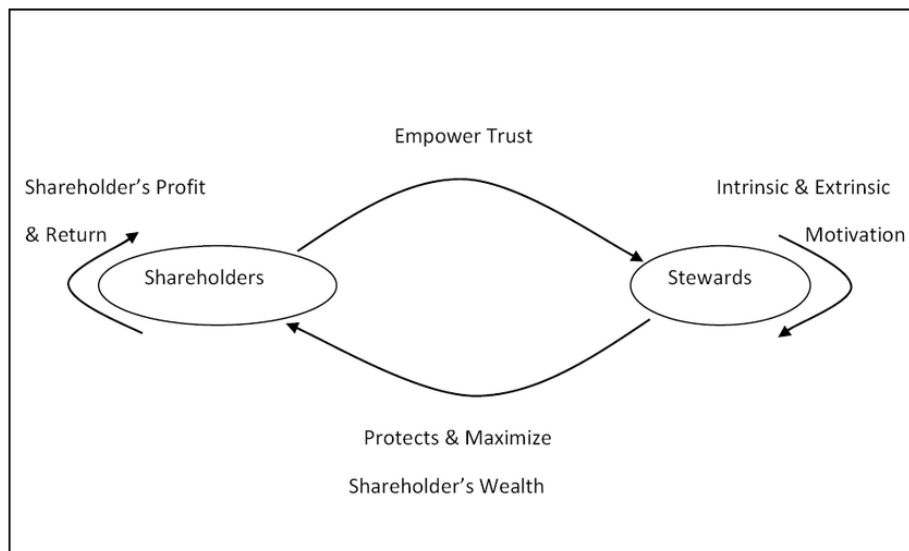 Empower Trust
Shareholder’s Profit
& Return
Intrinsic & Extrinsic
Motivation
Shareholders
Stewards
Protects & Maximize
Shareholder’s Wealth